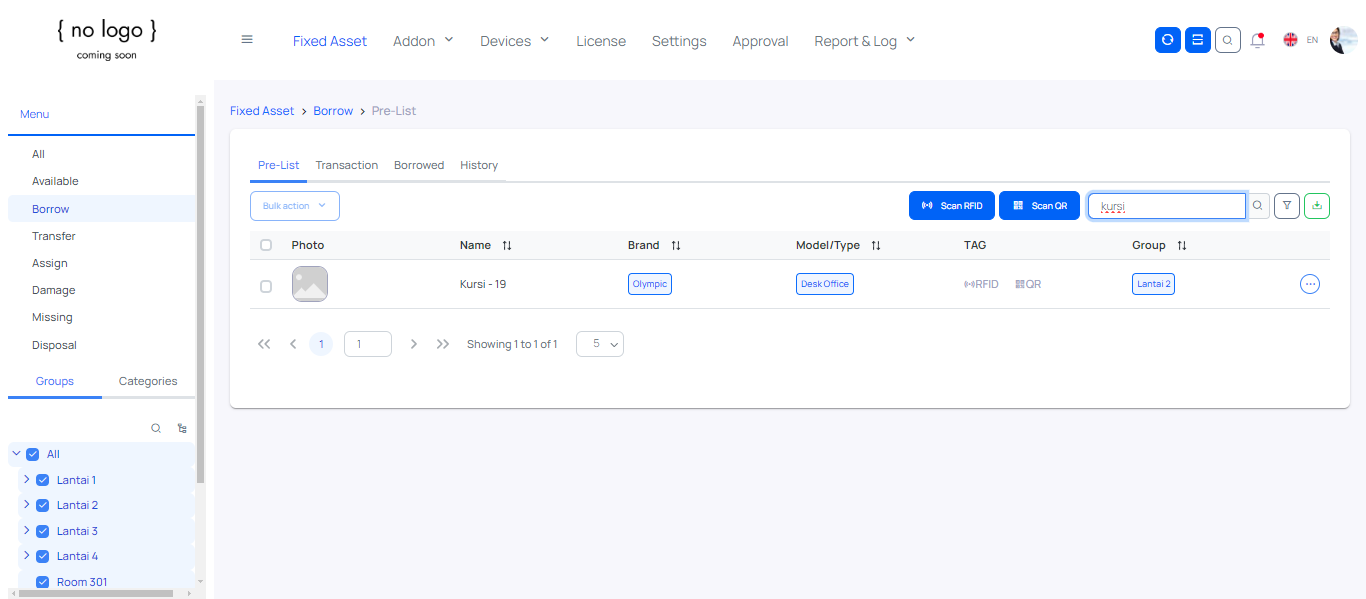 { no logo }
coming soon
Fixed Asset Addon Devices License Settings Approval Report & Log EN
Menu
All
Available
Borrow
Transfer
Assign
Damage
Missing
Disposal
Groups Categories
All
Lantai 1
Lantai 2
Lantai 3
Lantai 4
Room 301
Fixed Asset > Borrow > Pre-List
Pre-List Transaction Borrowed History
Bulk action Scan RFID Scan QR kursi
Photo Name Brand Model/Type TAG Group
Kursi - 19 Olympic Desk Office RFID QR Lantai 2
1 1 Showing 1 to 1 of 1 5